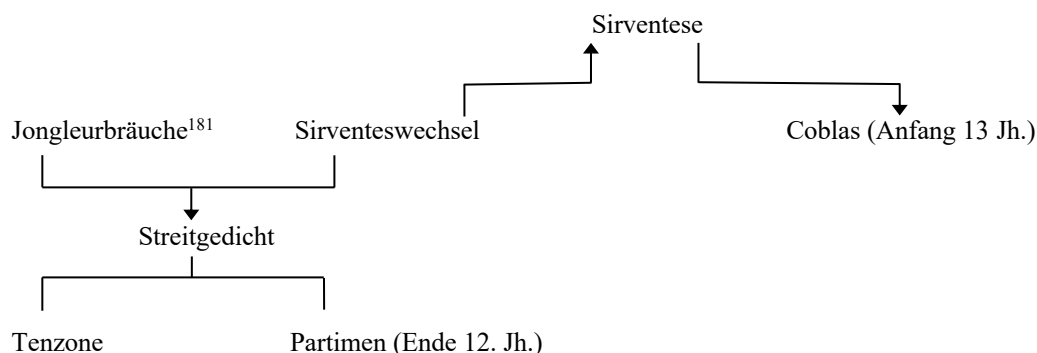 Sirventese
Jongleurbräuche¹⁸¹ Sirventeswechsel Coblas (Anfang 13 Jh.)
Streitgedicht
Tenzone Partimen (Ende 12. Jh.)